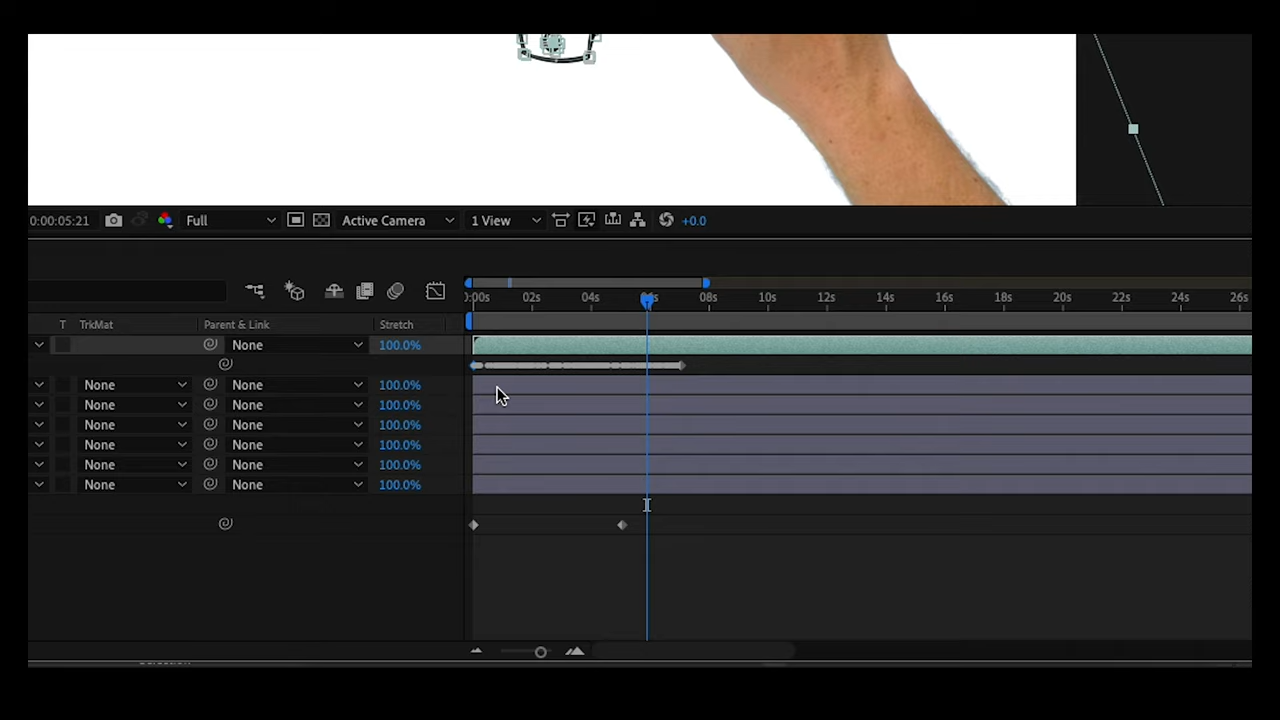 0:00:05:21 Full Active Camera 1 View +0.0
:00s 02s 04s 06s 08s 10s 12s 14s 16s 18s 20s 22s 24s 26s
T TrkMat Parent & Link Stretch
None 100.0%
None None 100.0%
None None 100.0%
None None 100.0%
None None 100.0%
None None 100.0%
None None 100.0%